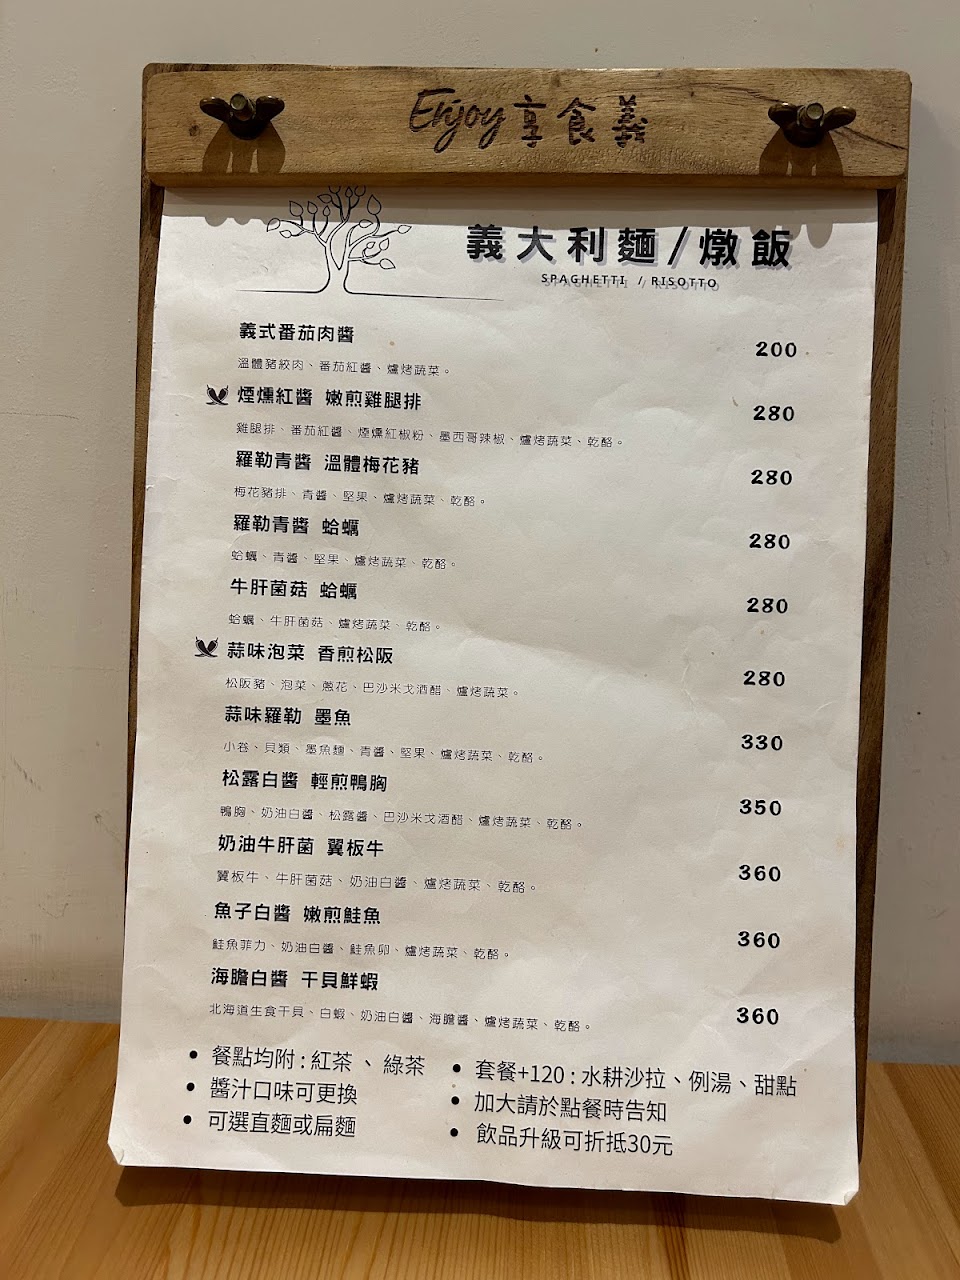 Enjoy 享食義
義大利麵/燉飯
SPAGHETTI / RISOTTO
義式番茄肉醬 200
溫體豬絞肉、番茄紅醬、爐烤蔬菜。
煙燻紅醬 嫩煎雞腿排 280
雞腿排、番茄紅醬、煙燻紅椒粉、墨西哥辣椒、爐烤蔬菜、乾酪。
羅勒青醬 溫體梅花豬 280
梅花豬排、青醬、堅果、爐烤蔬菜、乾酪。
羅勒青醬 蛤蠣 280
蛤蠣、青醬、堅果、爐烤蔬菜、乾酪。
牛肝菌菇 蛤蠣 280
蛤蠣、牛肝菌菇、爐烤蔬菜、乾酪。
蒜味泡菜 香煎松阪 280
松阪豬、泡菜、蔥花、巴沙米戈酒醋、爐烤蔬菜。
蒜味羅勒 墨魚 330
小卷、貝類、墨魚麵、青醬、堅果、爐烤蔬菜、乾酪。
松露白醬 輕煎鴨胸 350
鴨胸、奶油白醬、松露醬、巴沙米戈酒醋、爐烤蔬菜、乾酪。
奶油牛肝菌 翼板牛 360
翼板牛、牛肝菌菇、奶油白醬、爐烤蔬菜、乾酪。
魚子白醬 嫩煎鮭魚 360
鮭魚菲力、奶油白醬、鮭魚卵、爐烤蔬菜、乾酪。
海膽白醬 干貝鮮蝦 360
北海道生食干貝、白蝦、奶油白醬、海膽醬、爐烤蔬菜、乾酪。
• 餐點均附 : 紅茶 、 綠茶
• 醬汁口味可更換
• 可選直麵或扁麵
• 套餐+120 : 水耕沙拉、例湯、甜點
• 加大請於點餐時告知
• 飲品升級可折抵30元